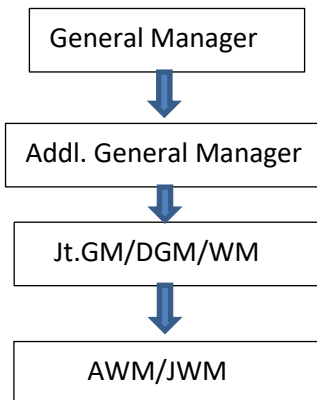 General Manager
Addl. General Manager
Jt.GM/DGM/WM
AWM/JWM